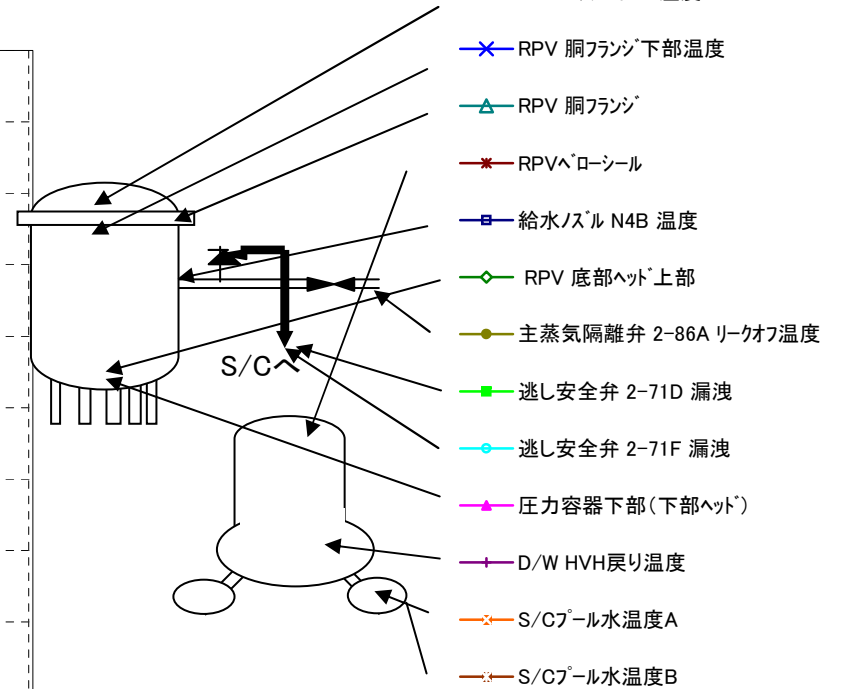 RPV 胴フランジ下部温度
RPV 胴フランジ
RPVベローシール
給水ノズル N4B 温度
RPV 底部ヘッド上部
主蒸気隔離弁 2-86A リークオフ温度
S/Cへ
逃し安全弁 2-71D 漏洩
逃し安全弁 2-71F 漏洩
圧力容器下部(下部ヘッド)
D/W HVH戻り温度
S/Cプール水温度A
S/Cプール水温度B